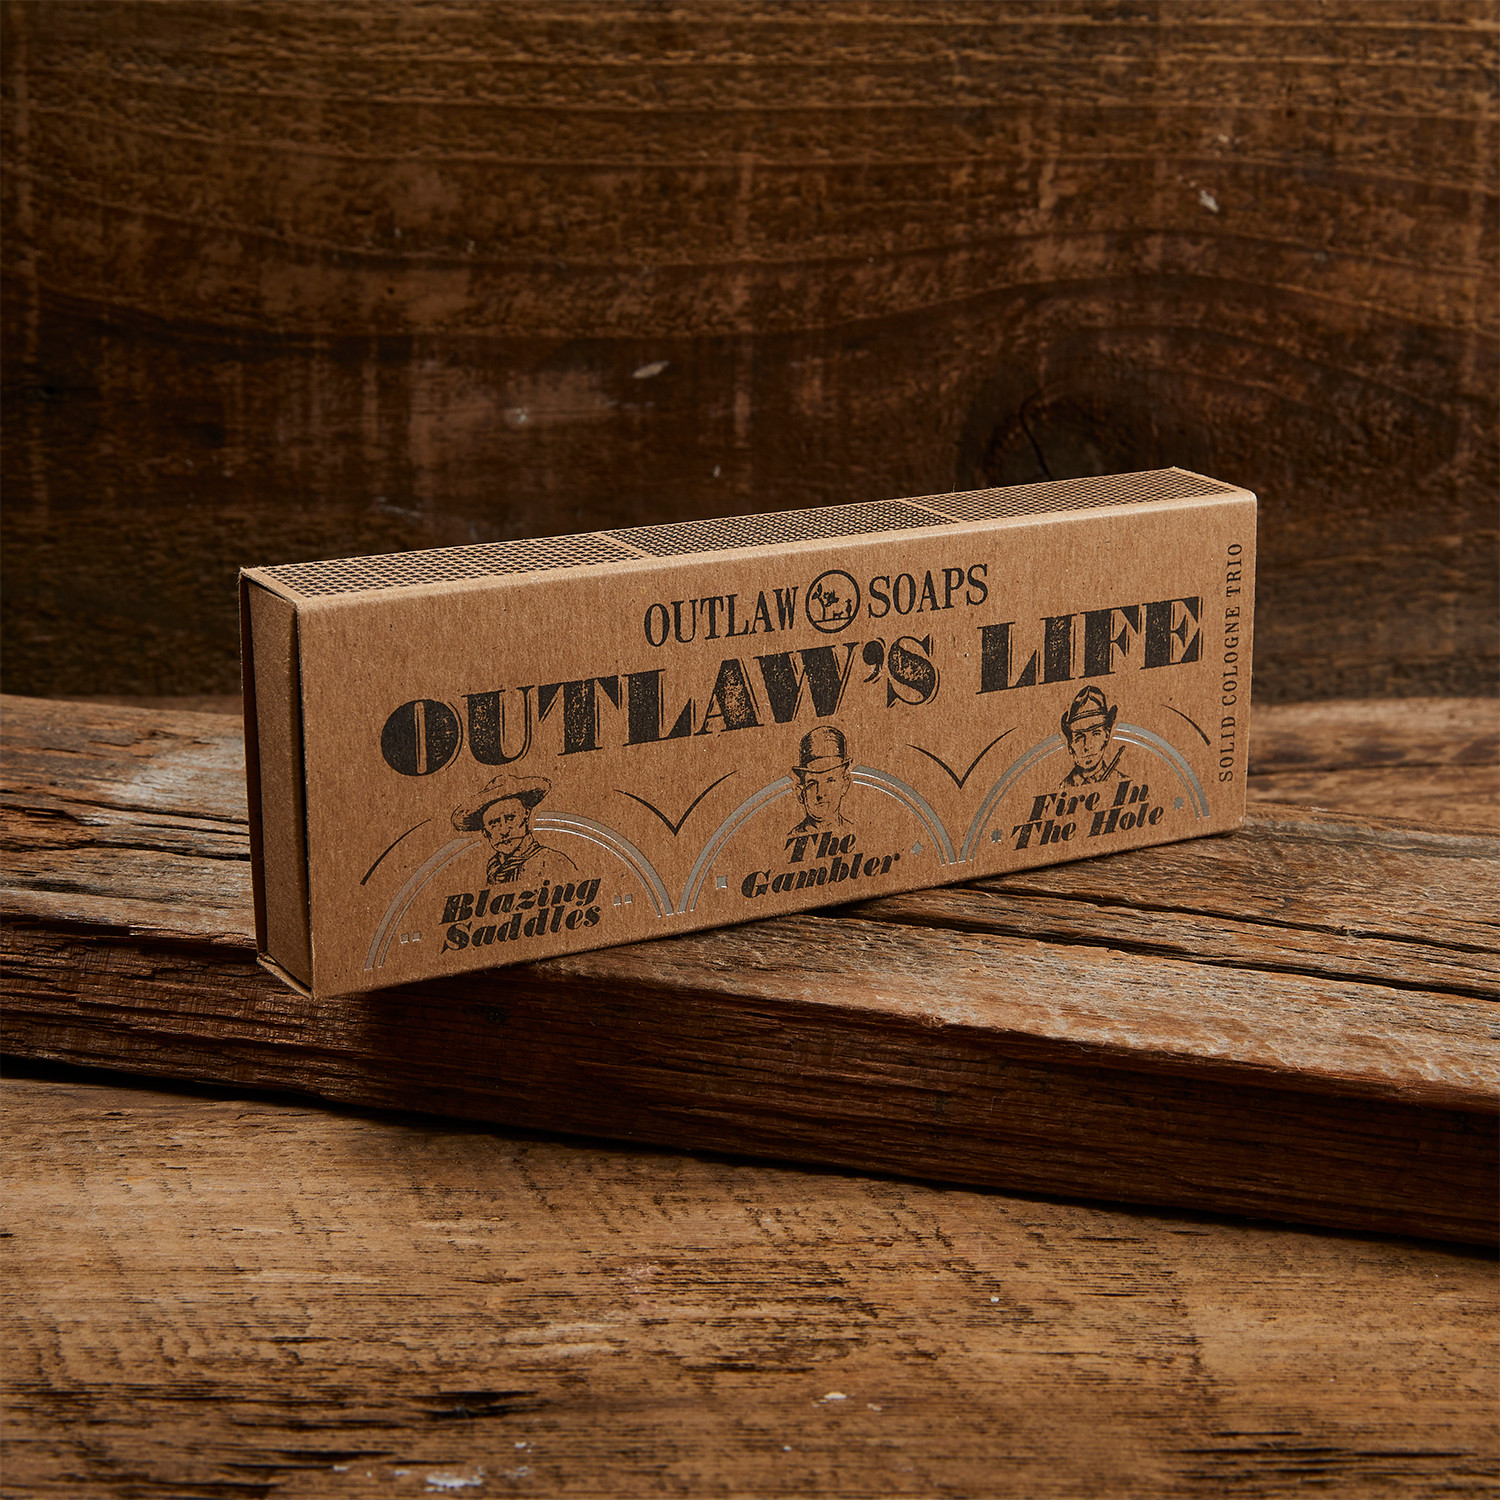 OUTLAW SOAPS
OUTLAW'S LIFE
Blazing
Saddles
The
Gambler
Fire In
The Hole
SOLID COLOGNE TRIO